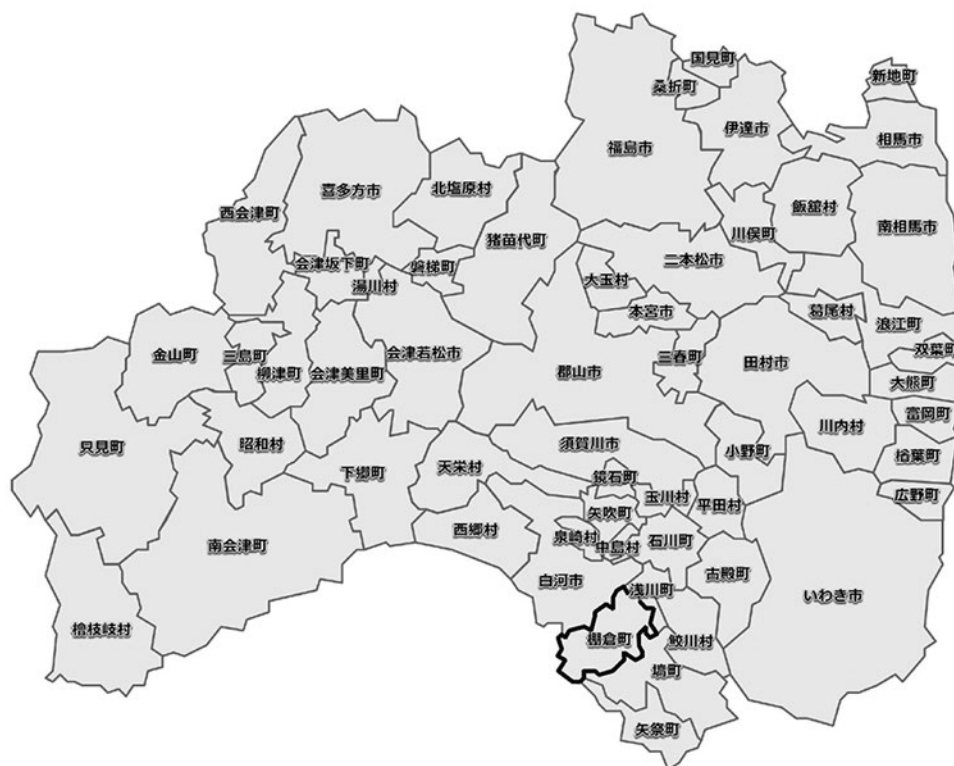 国見町
桑折町
新地町
伊達市
相馬市
福島市
喜多方市
北塩原村
西会津町
飯舘村
南相馬市
川俣町
猪苗代町
会津坂下町
磐梯町
二本松市
湯川村
大玉村
本宮市
葛尾村
浪江町
金山町
三島町
会津若松市
双葉町
柳津町
会津美里町
郡山市
三春町
田村市
大熊町
富岡町
只見町
昭和村
須賀川市
小野町
川内村
楢葉町
下郷町
天栄村
鏡石町
玉川村
平田村
広野町
矢吹町
西郷村
泉崎村
中島村
石川町
南会津町
白河市
浅川町
古殿町
いわき市
檜枝岐村
棚倉町
鮫川村
塙町
矢祭町